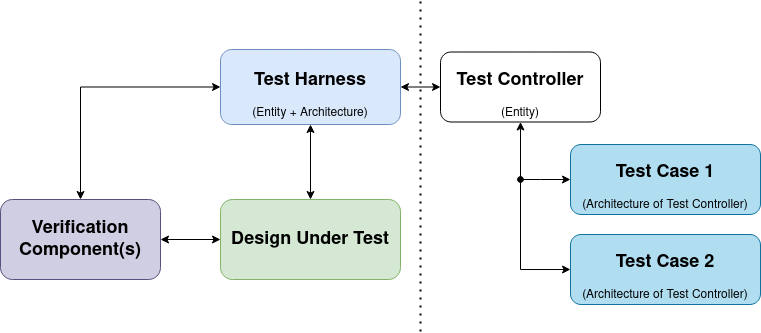 Test Harness
(Entity + Architecture)
Test Controller
(Entity)
Test Case 1
(Architecture of Test Controller)
Verification
Component(s)
Design Under Test
Test Case 2
(Architecture of Test Controller)